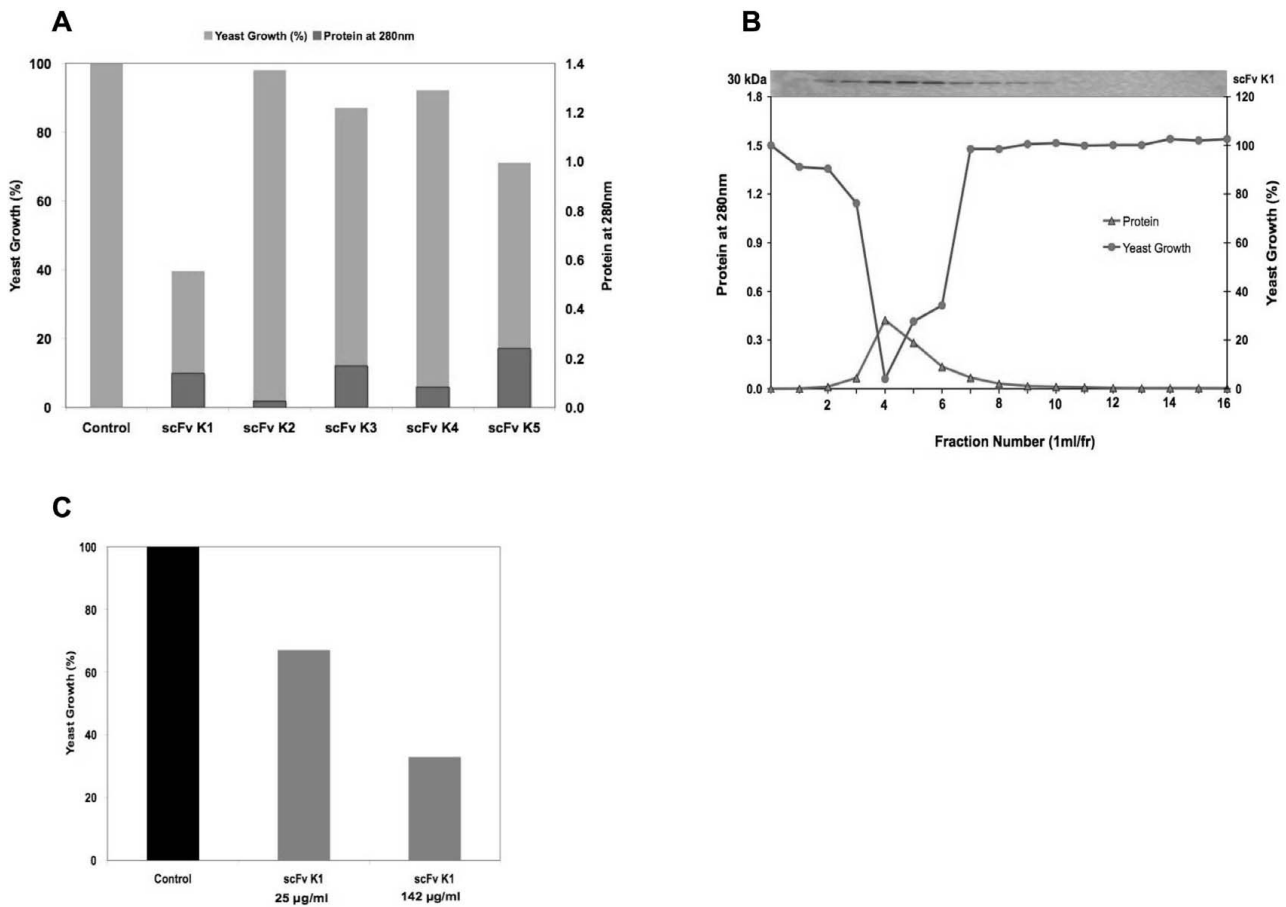 A
Yeast Growth (%) Protein at 280nm
100
80
60
40
20
0
Yeast Growth (%)
1.4
1.2
1.0
0.8
0.6
0.4
0.2
0.0
Protein at 280nm
Control scFv K1 scFv K2 scFv K3 scFv K4 scFv K5
B
30 kDa scFv K1
1.8
1.5
1.2
0.9
0.6
0.3
0.0
Protein at 280nm
120
100
80
60
40
20
0
Yeast Growth (%)
Protein
Yeast Growth
2 4 6 8 10 12 14 16
Fraction Number (1ml/fr)
C
100
80
60
40
20
0
Yeast Growth (%)
Control scFv K1 scFv K1
25 µg/ml 142 µg/ml